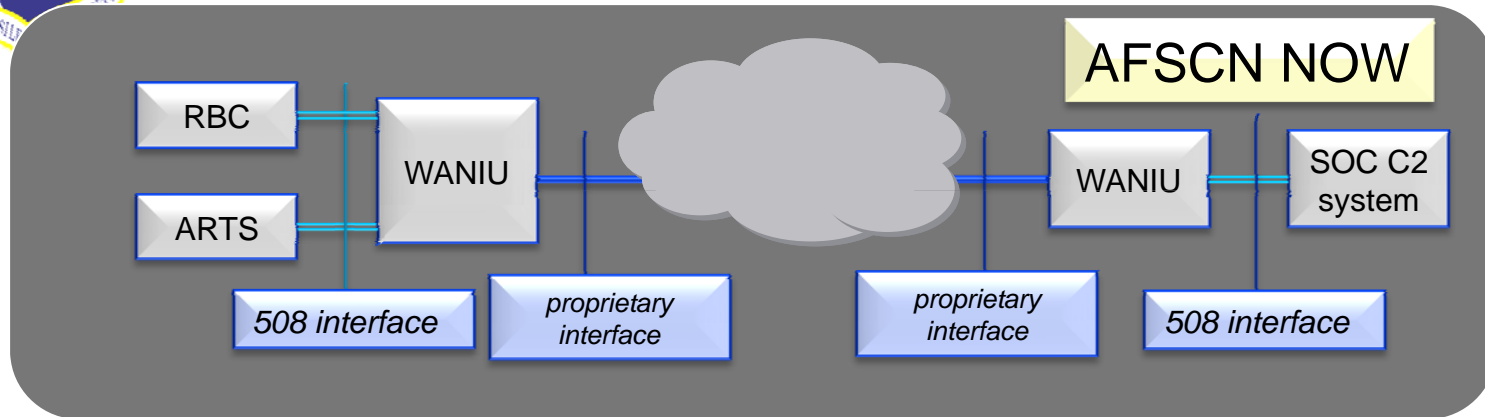 AFSCN NOW
RBC
ARTS
WANIU
508 interface
proprietary
interface
WANIU
SOC C2
system
proprietary
interface
508 interface